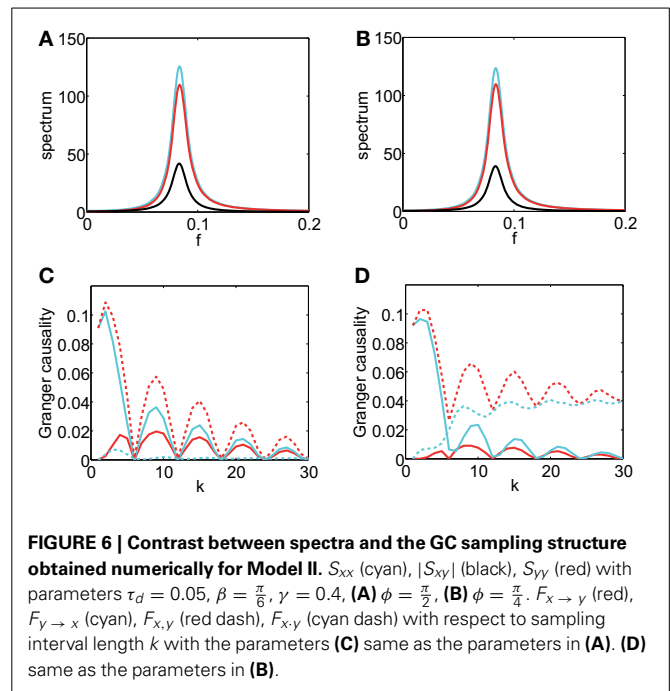 A
B
150
100
50
0
spectrum
0
0.1
0.2
f
150
100
50
0
spectrum
0
0.1
0.2
f
C
D
0.1
0.08
0.06
0.04
0.02
0
Granger causality
0
10
20
30
k
0.1
0.08
0.06
0.04
0.02
0
Granger causality
0
10
20
30
k
FIGURE 6 | Contrast between spectra and the GC sampling structure
obtained numerically for Model II. Sxx (cyan), |Sxy| (black), Syy (red) with
parameters τd = 0.05, β = π/6, γ = 0.4, (A) ϕ = π/2, (B) ϕ = π/4. Fx → y (red),
Fy → x (cyan), Fx,y (red dash), Fx·y (cyan dash) with respect to sampling
interval length k with the parameters (C) same as the parameters in (A). (D)
same as the parameters in (B).